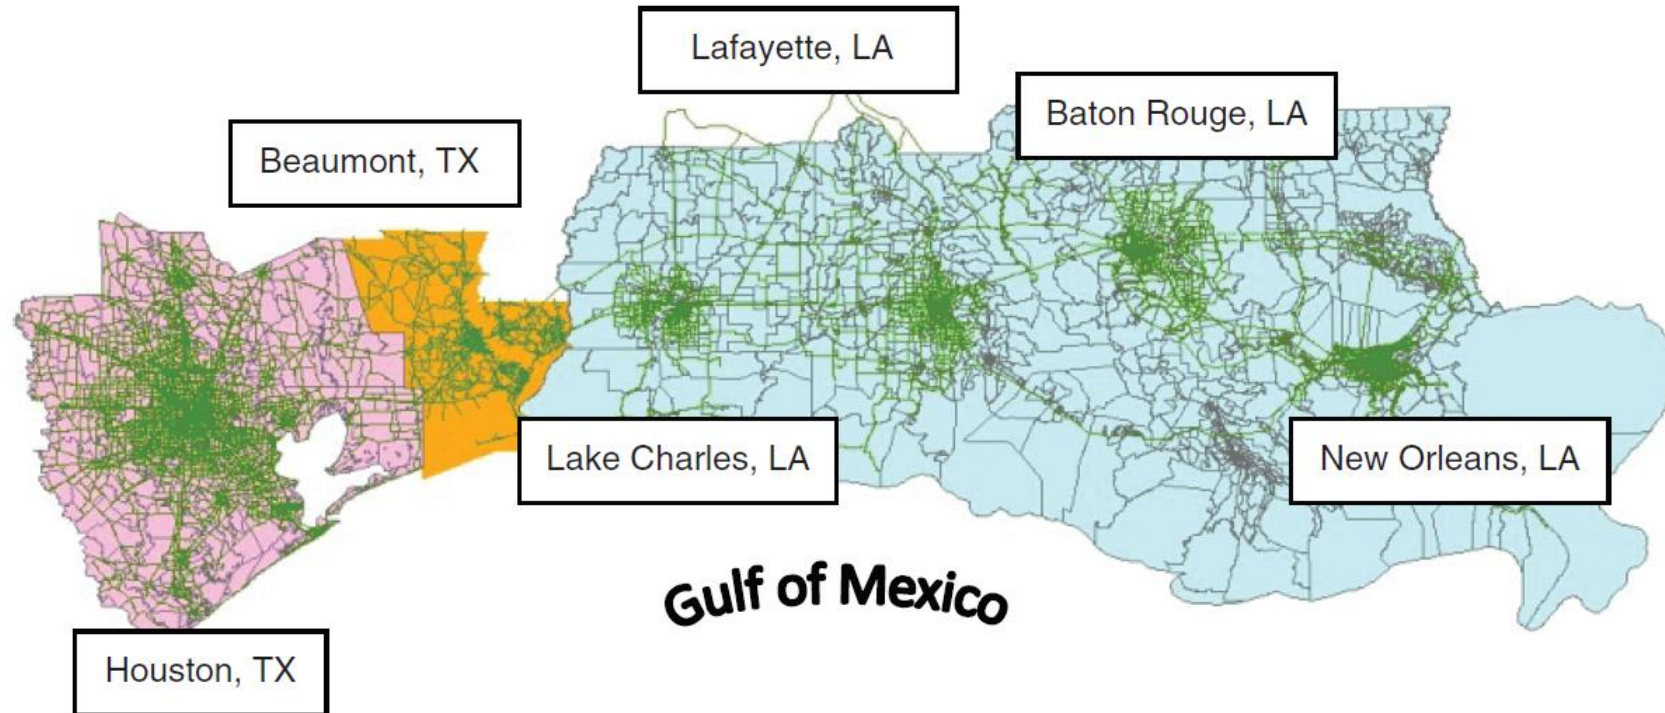 Lafayette, LA
Baton Rouge, LA
Beaumont, TX
Lake Charles, LA
New Orleans, LA
Gulf of Mexico
Houston, TX